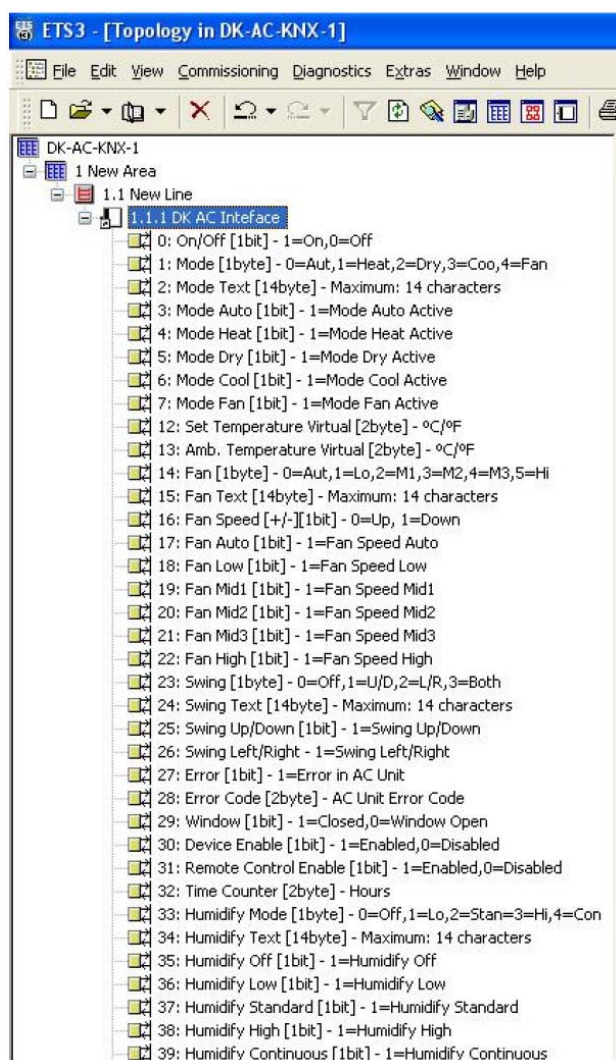 ETS3 - [Topology in DK-AC-KNX-1]
File Edit View Commissioning Diagnostics Extras Window Help
DK-AC-KNX-1
1 New Area
1.1 New Line
1.1.1 DK AC Inteface
0: On/Off [1bit] - 1=On,0=Off
1: Mode [1byte] - 0=Aut,1=Heat,2=Dry,3=Coo,4=Fan
2: Mode Text [14byte] - Maximum: 14 characters
3: Mode Auto [1bit] - 1=Mode Auto Active
4: Mode Heat [1bit] - 1=Mode Heat Active
5: Mode Dry [1bit] - 1=Mode Dry Active
6: Mode Cool [1bit] - 1=Mode Cool Active
7: Mode Fan [1bit] - 1=Mode Fan Active
12: Set Temperature Virtual [2byte] - ºC/ºF
13: Amb. Temperature Virtual [2byte] - ºC/ºF
14: Fan [1byte] - 0=Aut,1=Lo,2=M1,3=M2,4=M3,5=Hi
15: Fan Text [14byte] - Maximum: 14 characters
16: Fan Speed [+/-][1bit] - 0=Up, 1=Down
17: Fan Auto [1bit] - 1=Fan Speed Auto
18: Fan Low [1bit] - 1=Fan Speed Low
19: Fan Mid1 [1bit] - 1=Fan Speed Mid1
20: Fan Mid2 [1bit] - 1=Fan Speed Mid2
21: Fan Mid3 [1bit] - 1=Fan Speed Mid3
22: Fan High [1bit] - 1=Fan Speed High
23: Swing [1byte] - 0=Off,1=U/D,2=L/R,3=Both
24: Swing Text [14byte] - Maximum: 14 characters
25: Swing Up/Down [1bit] - 1=Swing Up/Down
26: Swing Left/Right - 1=Swing Left/Right
27: Error [1bit] - 1=Error in AC Unit
28: Error Code [2byte] - AC Unit Error Code
29: Window [1bit] - 1=Closed,0=Window Open
30: Device Enable [1bit] - 1=Enabled,0=Disabled
31: Remote Control Enable [1bit] - 1=Enabled,0=Disabled
32: Time Counter [2byte] - Hours
33: Humidify Mode [1byte] - 0=Off,1=Lo,2=Stan=3=Hi,4=Con
34: Humidify Text [14byte] - Maximum: 14 characters
35: Humidify Off [1bit] - 1=Humidify Off
36: Humidify Low [1bit] - 1=Humidify Low
37: Humidify Standard [1bit] - 1=Humidify Standard
38: Humidify High [1bit] - 1=Humidify High
39: Humidify Continuous [1bit] - 1=Humidify Continuous